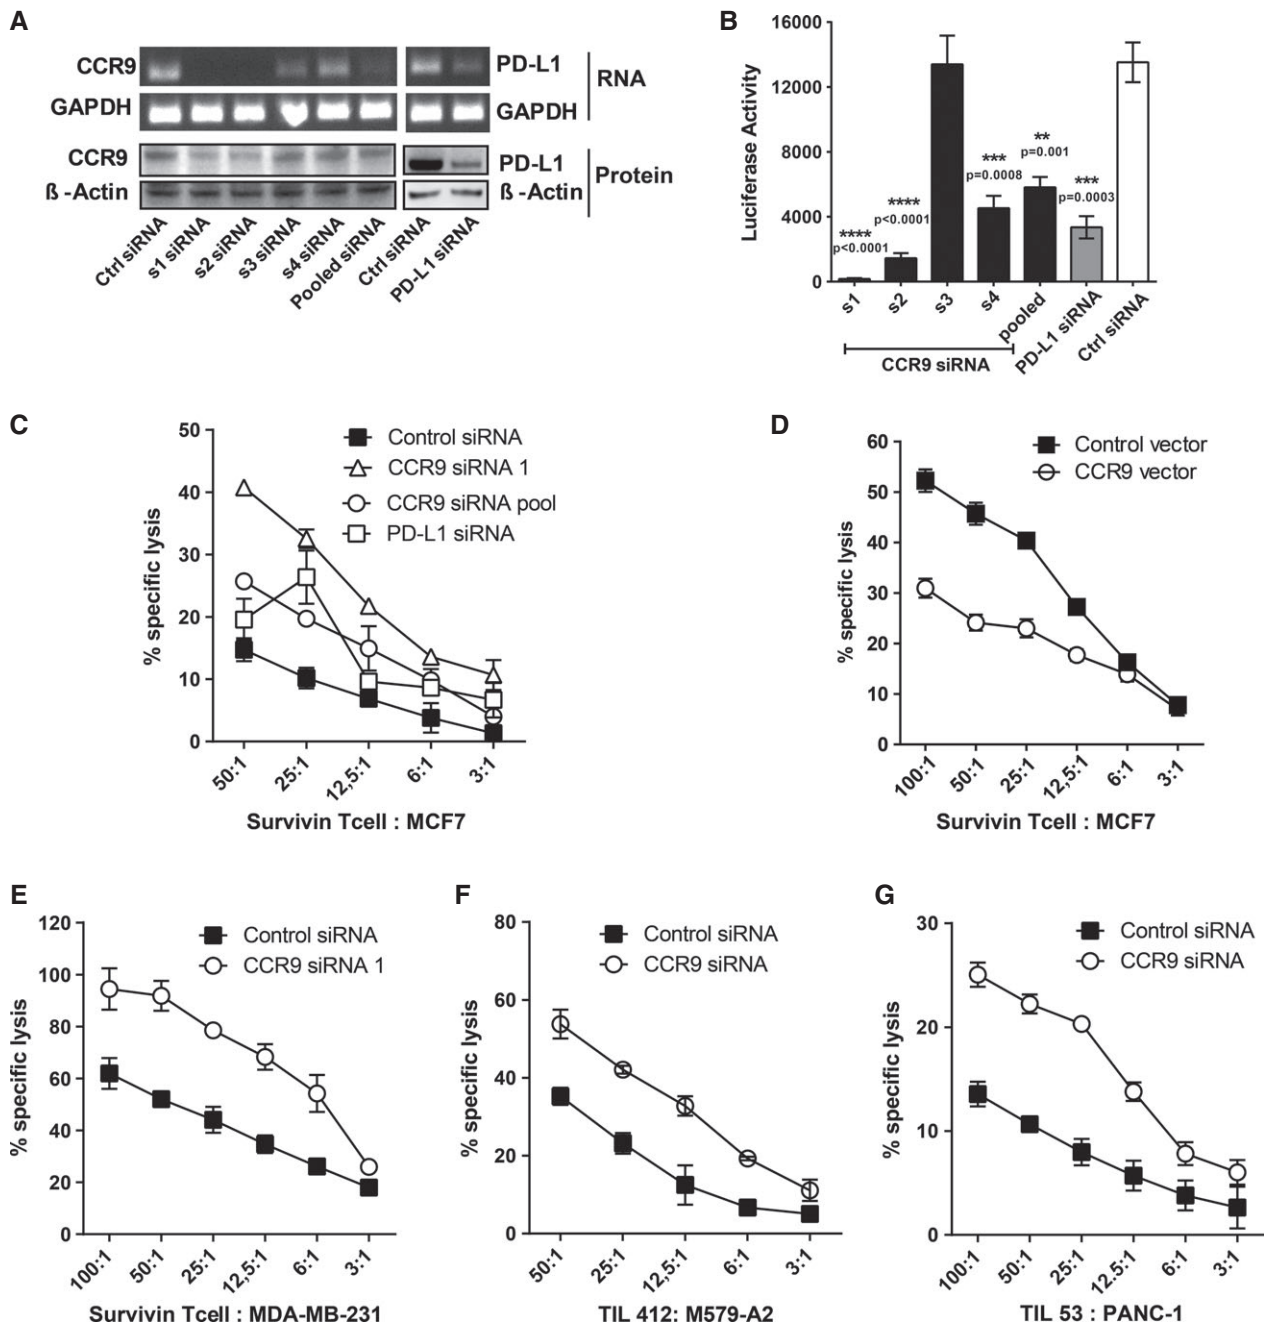 A
CCR9
PD-L1
RNA
GAPDH
GAPDH
CCR9
PD-L1
Protein
ß -Actin
ß -Actin
Ctrl siRNA
s1 siRNA
s2 siRNA
s3 siRNA
s4 siRNA
Pooled siRNA
Ctrl siRNA
PD-L1 siRNA
B
Luciferase Activity
16000
12000
8000
4000
0
****
p<0.0001
****
p<0.0001
***
p=0.0008
**
p=0.001
***
p=0.0003
s1
s2
s3
s4
pooled
PD-L1 siRNA
Ctrl siRNA
CCR9 siRNA
C
% specific lysis
50
40
30
20
10
0
Control siRNA
CCR9 siRNA 1
CCR9 siRNA pool
PD-L1 siRNA
50:1
25:1
12,5:1
6:1
3:1
Survivin Tcell : MCF7
D
% specific lysis
60
50
40
30
20
10
0
Control vector
CCR9 vector
100:1
50:1
25:1
12,5:1
6:1
3:1
Survivin Tcell : MCF7
E
% specific lysis
120
100
80
60
40
20
0
Control siRNA
CCR9 siRNA 1
100:1
50:1
25:1
12,5:1
6:1
3:1
Survivin Tcell : MDA-MB-231
F
% specific lysis
80
60
40
20
0
Control siRNA
CCR9 siRNA
50:1
25:1
12,5:1
6:1
3:1
TIL 412: M579-A2
G
% specific lysis
30
20
10
0
Control siRNA
CCR9 siRNA
100:1
50:1
25:1
12.5:1
6:1
3:1
TIL 53 : PANC-1